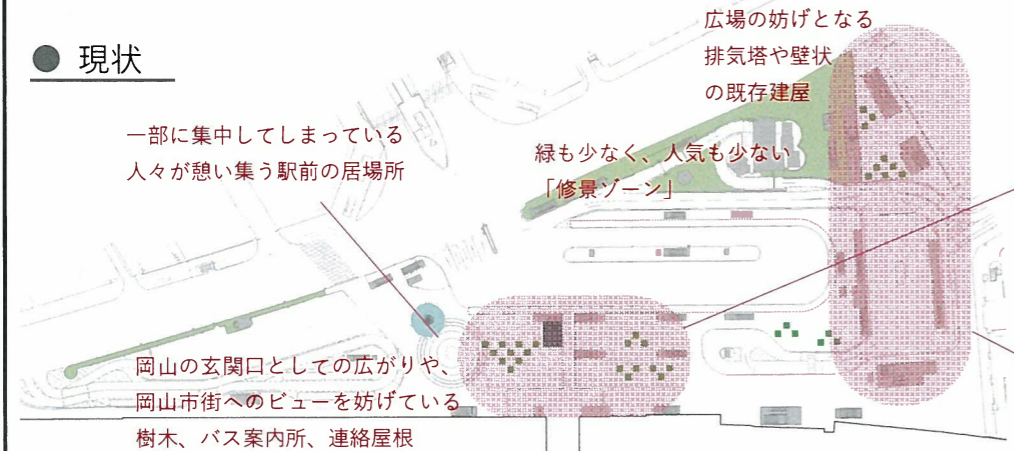 ● 現状
広場の妨げとなる
排気塔や壁状
の既存建屋
一部に集中してしまっている
人々が憩い集う駅前の居場所
緑も少なく、人気も少ない
「修景ゾーン」
岡山の玄関口としての広がりや、
岡山市街へのビューを妨げている
樹木、バス案内所、連絡屋根